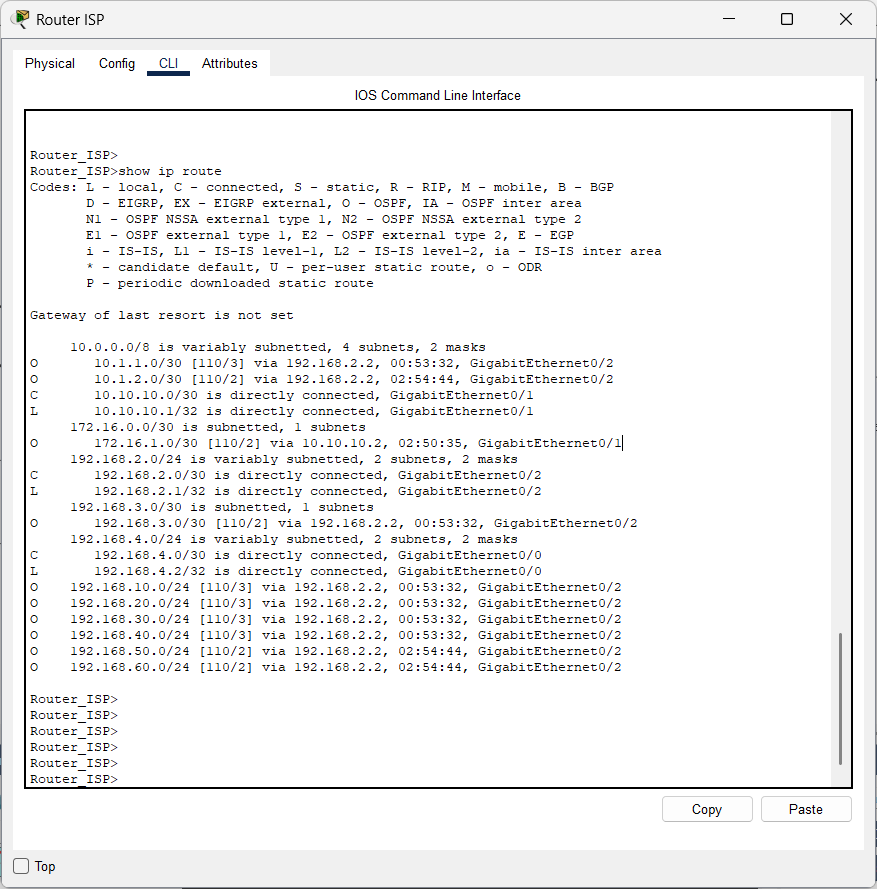 Router ISP
Physical Config CLI Attributes
IOS Command Line Interface
Router_ISP>
Router_ISP>show ip route
Codes: L - local, C - connected, S - static, R - RIP, M - mobile, B - BGP
D - EIGRP, EX - EIGRP external, O - OSPF, IA - OSPF inter area
N1 - OSPF NSSA external type 1, N2 - OSPF NSSA external type 2
E1 - OSPF external type 1, E2 - OSPF external type 2, E - EGP
i - IS-IS, L1 - IS-IS level-1, L2 - IS-IS level-2, ia - IS-IS inter area
* - candidate default, U - per-user static route, o - ODR
P - periodic downloaded static route
Gateway of last resort is not set
10.0.0.0/8 is variably subnetted, 4 subnets, 2 masks
O 10.1.1.0/30 [110/3] via 192.168.2.2, 00:53:32, GigabitEthernet0/2
O 10.1.2.0/30 [110/2] via 192.168.2.2, 02:54:44, GigabitEthernet0/2
C 10.10.10.0/30 is directly connected, GigabitEthernet0/1
L 10.10.10.1/32 is directly connected, GigabitEthernet0/1
172.16.0.0/30 is subnetted, 1 subnets
O 172.16.1.0/30 [110/2] via 10.10.10.2, 02:50:35, GigabitEthernet0/1
192.168.2.0/24 is variably subnetted, 2 subnets, 2 masks
C 192.168.2.0/30 is directly connected, GigabitEthernet0/2
L 192.168.2.1/32 is directly connected, GigabitEthernet0/2
192.168.3.0/30 is subnetted, 1 subnets
O 192.168.3.0/30 [110/2] via 192.168.2.2, 00:53:32, GigabitEthernet0/2
192.168.4.0/24 is variably subnetted, 2 subnets, 2 masks
C 192.168.4.0/30 is directly connected, GigabitEthernet0/0
L 192.168.4.2/32 is directly connected, GigabitEthernet0/0
O 192.168.10.0/24 [110/3] via 192.168.2.2, 00:53:32, GigabitEthernet0/2
O 192.168.20.0/24 [110/3] via 192.168.2.2, 00:53:32, GigabitEthernet0/2
O 192.168.30.0/24 [110/3] via 192.168.2.2, 00:53:32, GigabitEthernet0/2
O 192.168.40.0/24 [110/3] via 192.168.2.2, 00:53:32, GigabitEthernet0/2
O 192.168.50.0/24 [110/2] via 192.168.2.2, 02:54:44, GigabitEthernet0/2
O 192.168.60.0/24 [110/2] via 192.168.2.2, 02:54:44, GigabitEthernet0/2
Router_ISP>
Router_ISP>
Router_ISP>
Router_ISP>
Router_ISP>
Router_ISP>
Copy Paste
Top